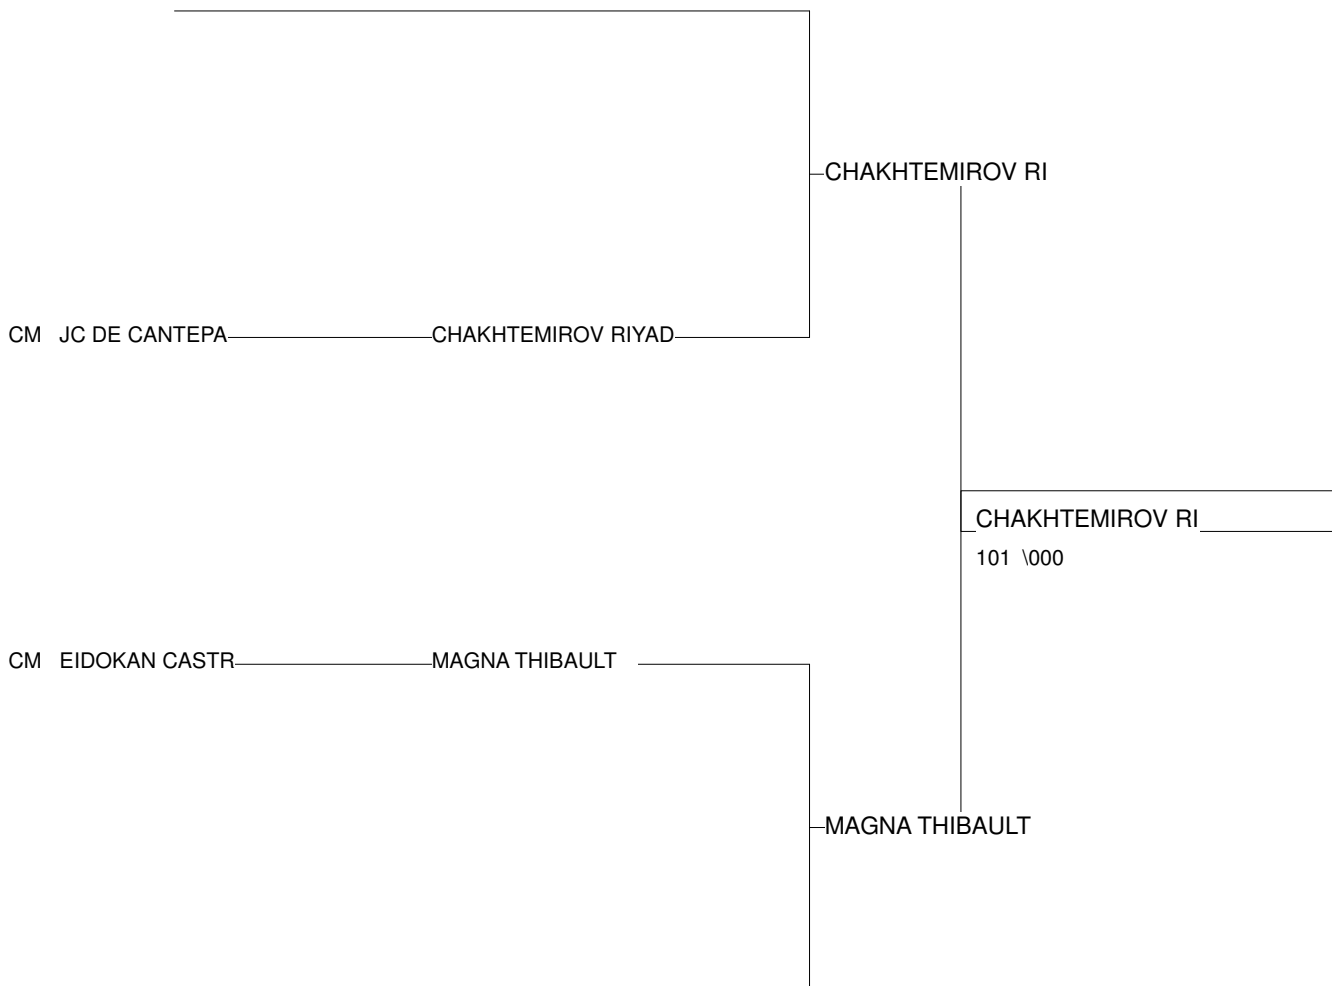 CHAKHTEMIROV RI
CM JC DE CANTEPA CHAKHTEMIROV RIYAD
CHAKHTEMIROV RI
101 \000
CM EIDOKAN CASTR MAGNA THIBAULT
MAGNA THIBAULT